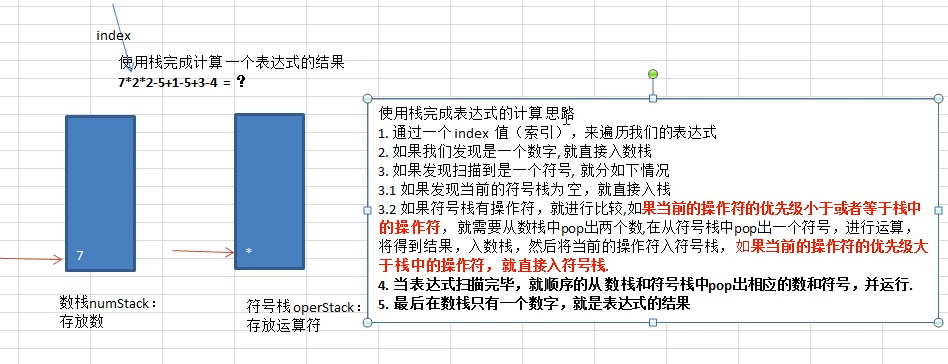 index
使用栈完成计算 一个表达式的结果
7*2*2-5+1-5+3-4 = ？
7
*
数栈numStack：
存放数
符号栈operStack：
存放运算符
使用栈完成表达式的计算 思路
1. 通过一个 index 值（索引），来遍历我们的表达式
2. 如果我们发现是一个数字, 就直接入数栈
3. 如果发现扫描到是一个符号, 就分如下情况
3.1 如果发现当前的符号栈为 空，就直接入栈
3.2 如果符号栈有操作符，就进行比较,如果当前的操作符的优先级小于或者等于栈中
的操作符，就需要从数栈中pop出两个数,在从符号栈中pop出一个符号，进行运算，
将得到结果，入数栈，然后将当前的操作符入符号栈，如果当前的操作符的优先级大
于栈中的操作符，就直接入符号栈.
4. 当表达式扫描完毕，就顺序的从 数栈和符号栈中pop出相应的数和符号，并运行.
5. 最后在数栈只有一个数字，就是表达式的结果